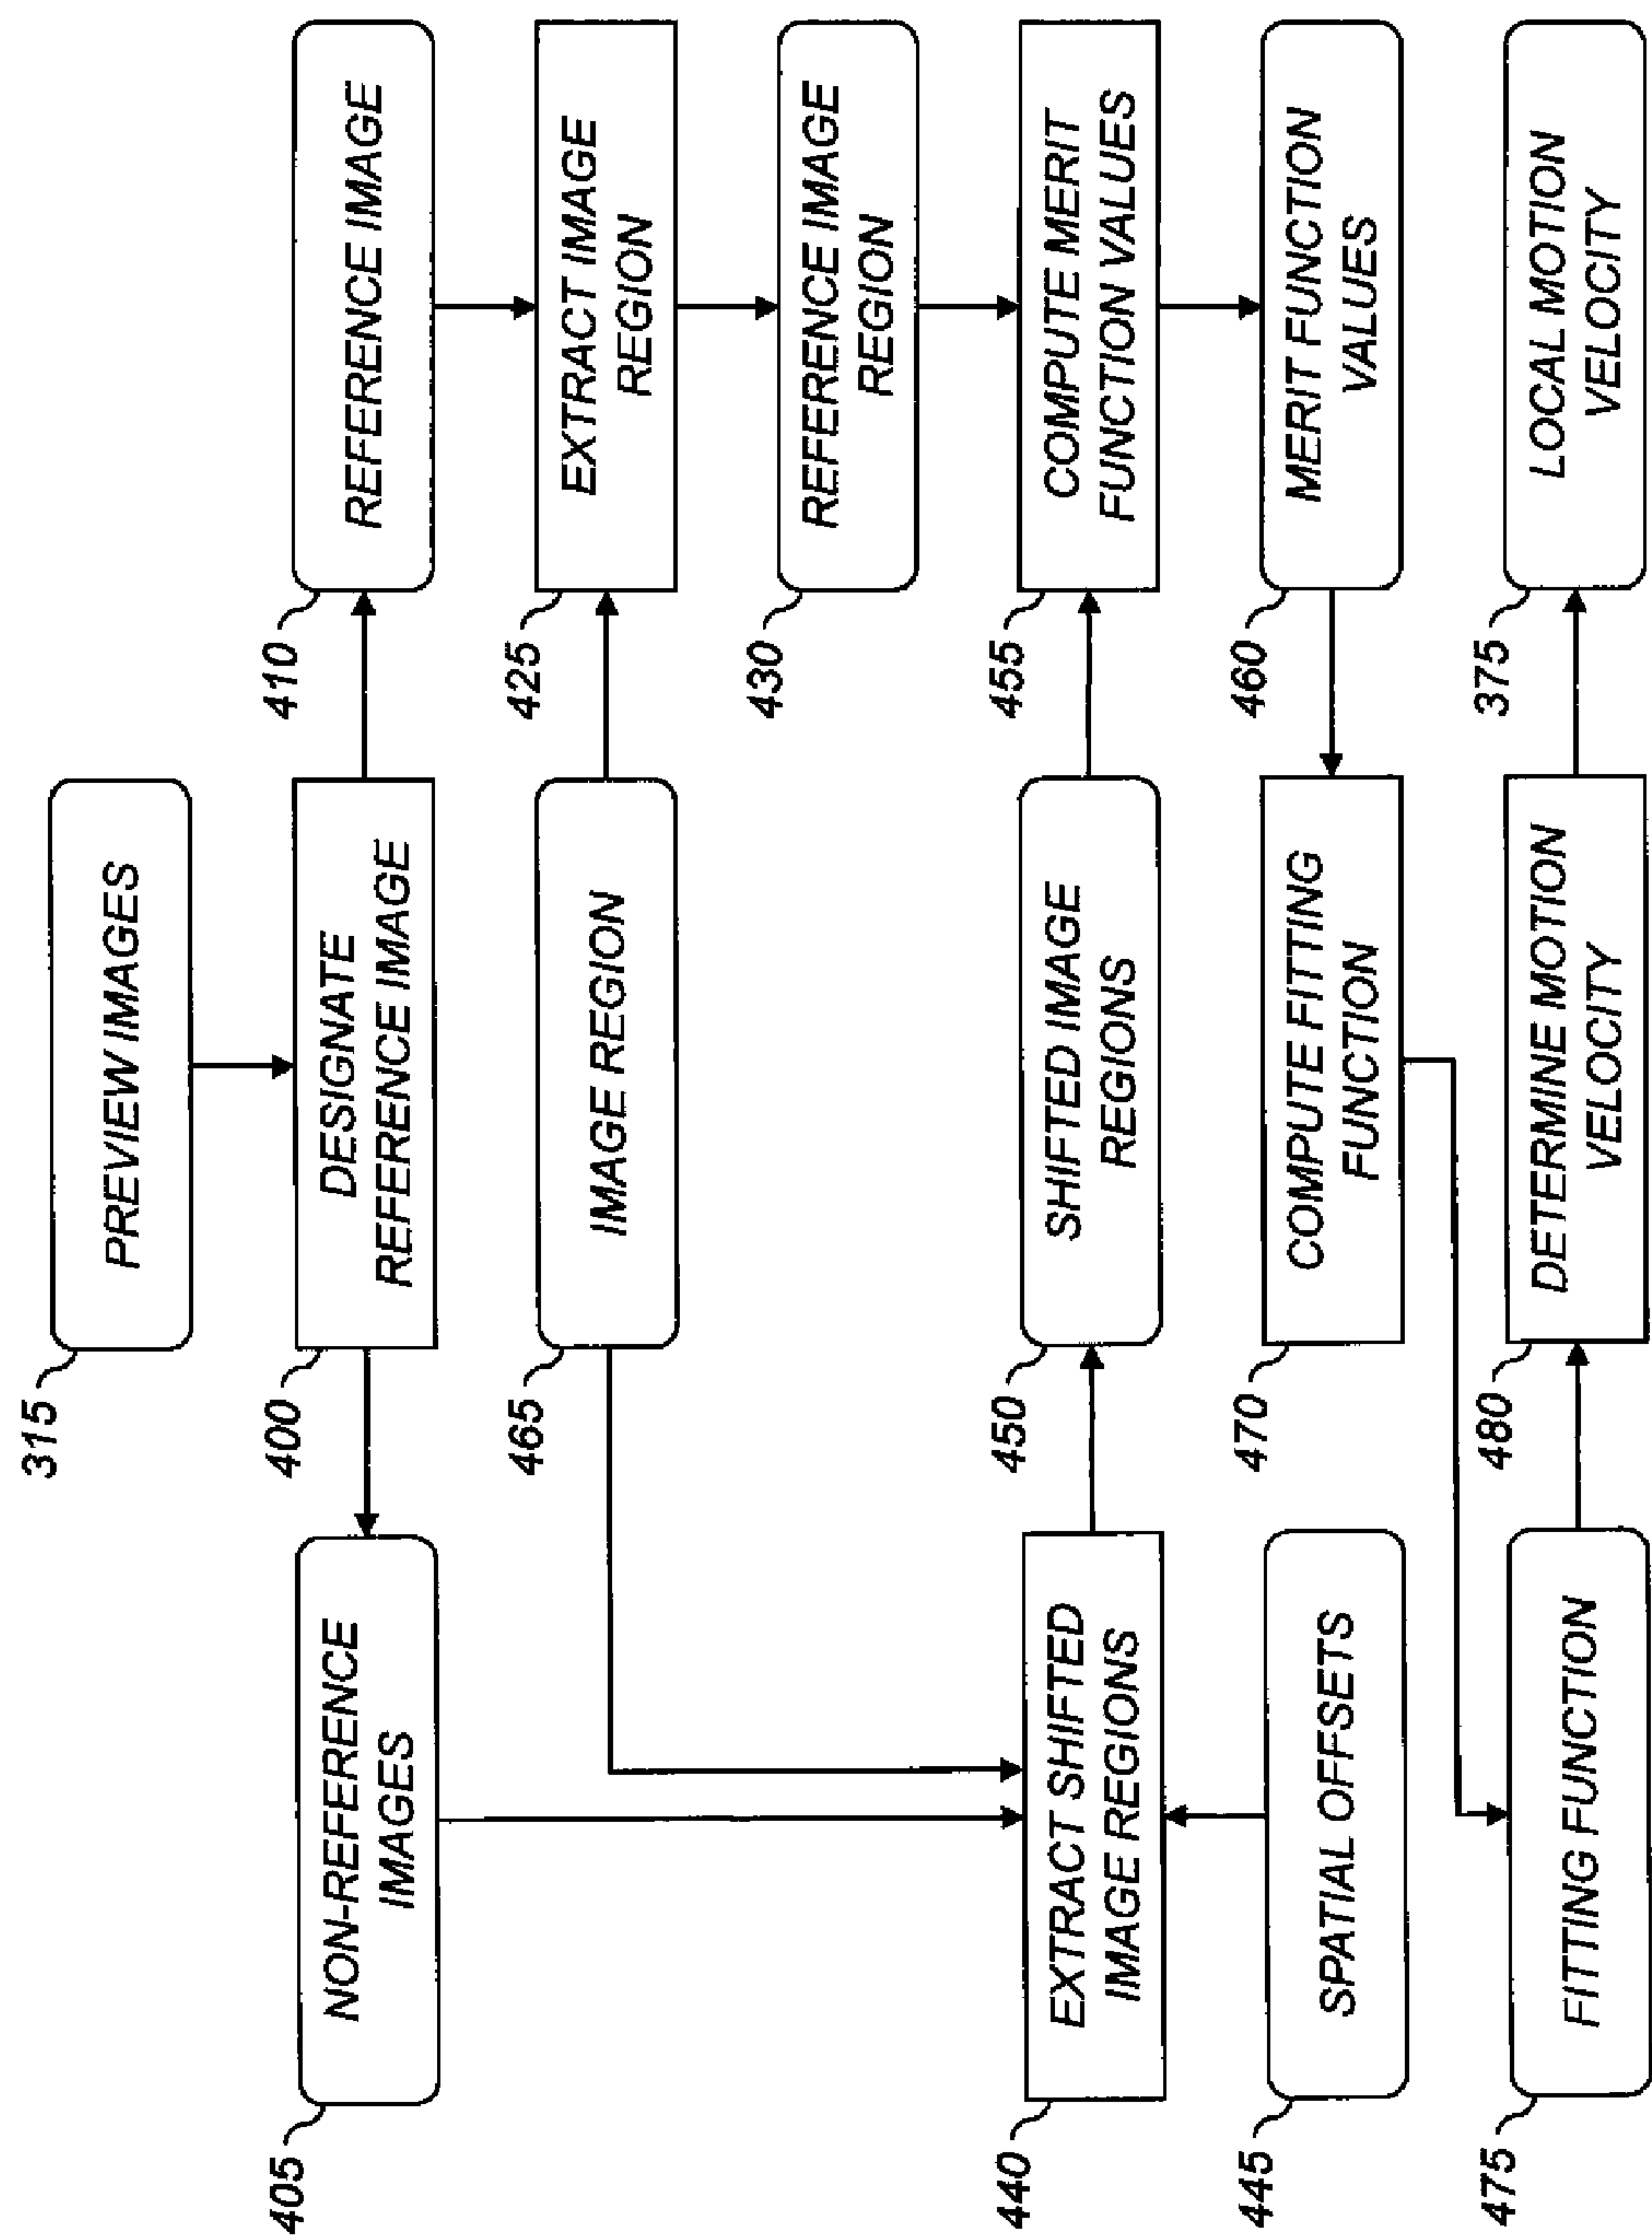 315
PREVIEW IMAGES
405
NON-REFERENCE
IMAGES
400
DESIGNATE
REFERENCE IMAGE
410
REFERENCE IMAGE
465
IMAGE REGION
425
EXTRACT IMAGE
REGION
430
REFERENCE IMAGE
REGION
440
EXTRACT SHIFTED
IMAGE REGIONS
450
SHIFTED IMAGE
REGIONS
455
COMPUTE MERIT
FUNCTION VALUES
445
SPATIAL OFFSETS
470
COMPUTE FITTING
FUNCTION
460
MERIT FUNCTION
VALUES
475
FITTING FUNCTION
480
DETERMINE MOTION
VELOCITY
375
LOCAL MOTION
VELOCITY